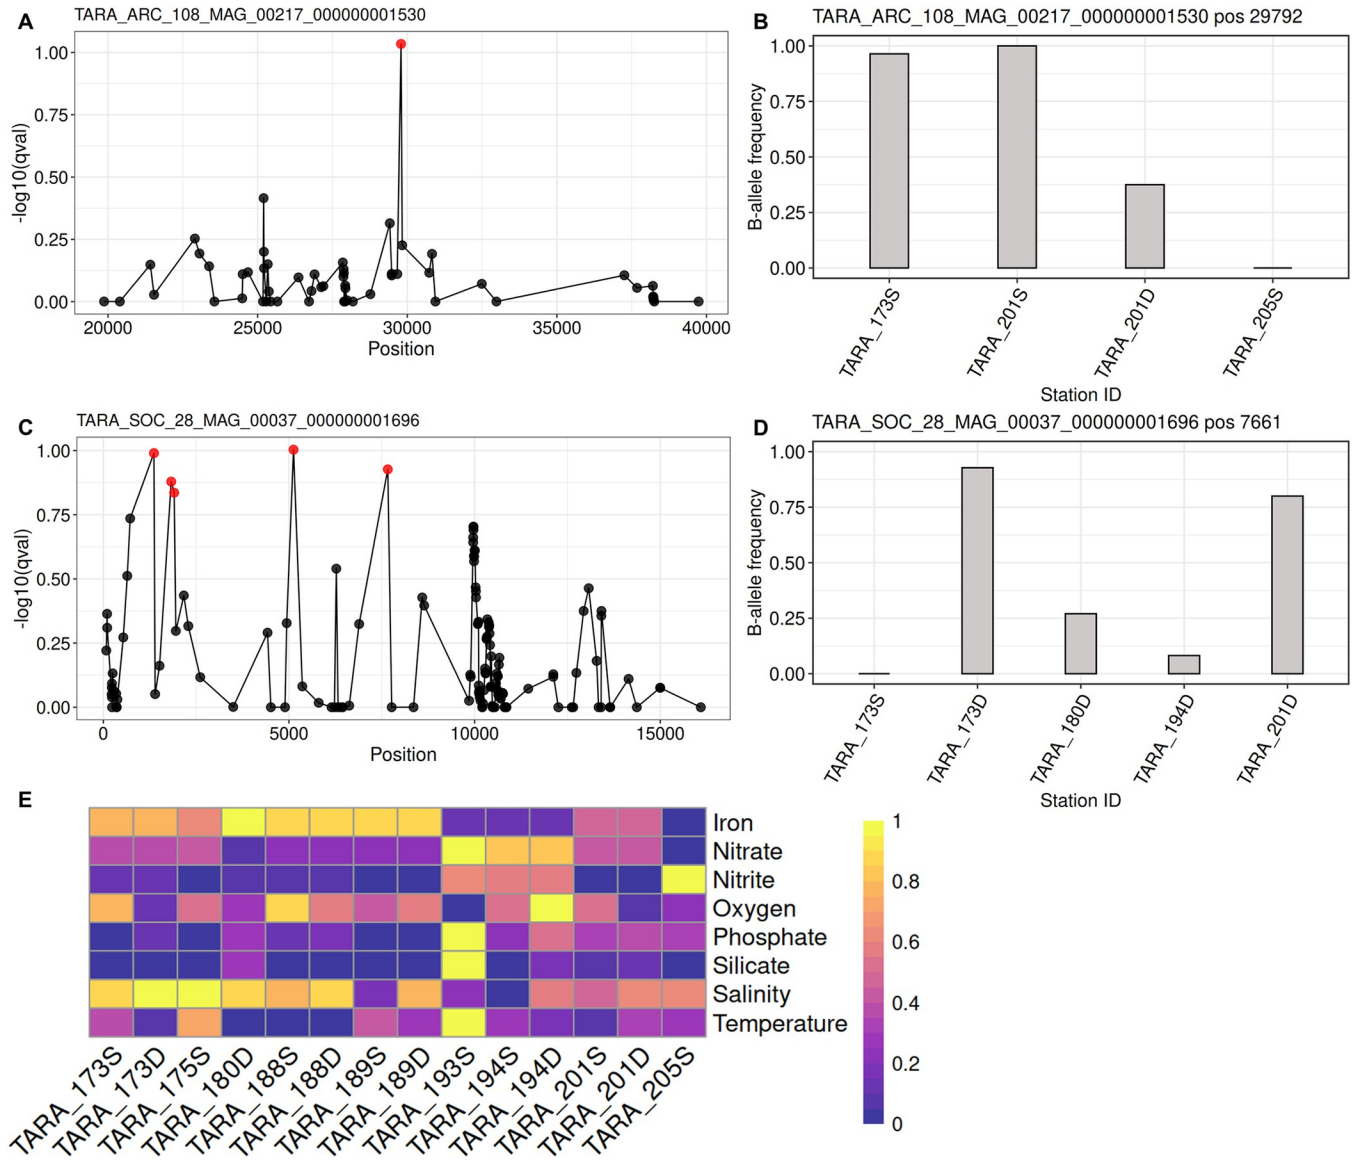 A
TARA_ARC_108_MAG_00217_000000001530
-log10(qval)
1.00
0.75
0.50
0.25
0.00
20000 25000 30000 35000 40000
Position
B
TARA_ARC_108_MAG_00217_000000001530 pos 29792
B-allele frequency
1.00
0.75
0.50
0.25
0.00
TARA_173S TARA_201S TARA_201D TARA_205S
Station ID
C
TARA_SOC_28_MAG_00037_000000001696
-log10(qval)
1.00
0.75
0.50
0.25
0.00
0 5000 10000 15000
Position
D
TARA_SOC_28_MAG_00037_000000001696 pos 7661
B-allele frequency
1.00
0.75
0.50
0.25
0.00
TARA_173S TARA_173D TARA_180D TARA_194D TARA_201D
Station ID
E
Iron
Nitrate
Nitrite
Oxygen
Phosphate
Silicate
Salinity
Temperature
TARA_173S TARA_173D TARA_175S TARA_180D TARA_188S TARA_188D TARA_189S TARA_189D TARA_193S TARA_194S TARA_194D TARA_201S TARA_201D TARA_205S
1
0.8
0.6
0.4
0.2
0